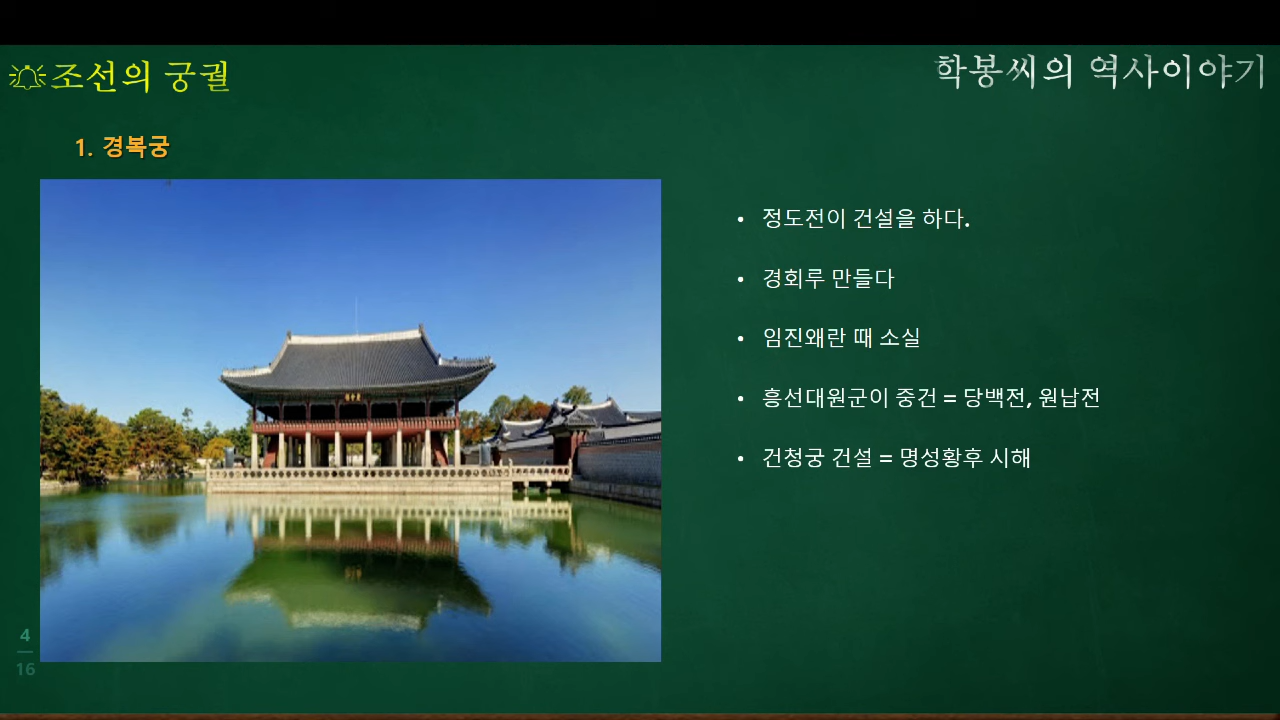 조선의 궁궐
학봉씨의 역사이야기
1. 경복궁
• 정도전이 건설을 하다.
• 경회루 만들다
• 임진왜란 때 소실
• 흥선대원군이 중건 = 당백전, 원납전
• 건청궁 건설 = 명성황후 시해
4
16